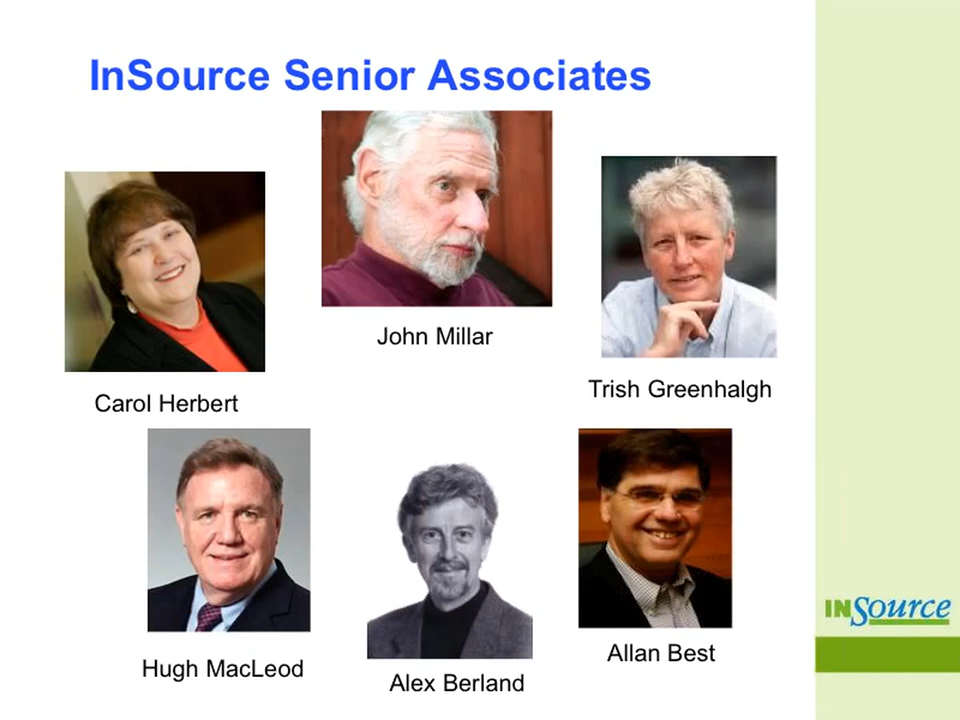 InSource Senior Associates
John Millar
Trish Greenhalgh
Carol Herbert
INSource
Allan Best
Hugh MacLeod
Alex Berland